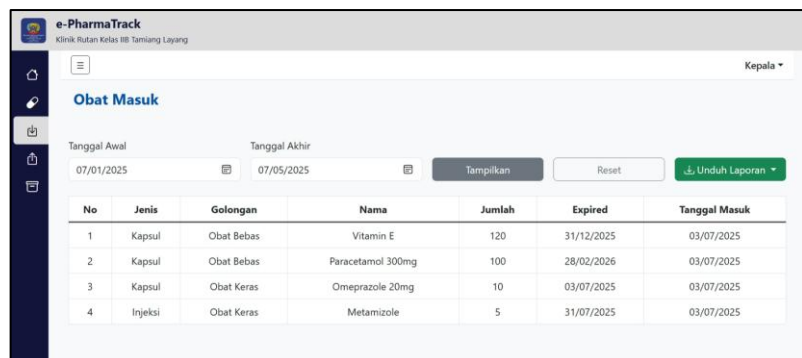 e-PharmaTrack
Klinik Rutan Kelas IIB Tamiang Layang
Kepala
Obat Masuk
Tanggal Awal Tanggal Akhir
07/01/2025 07/05/2025 Tampilkan Reset Unduh Laporan
No Jenis Golongan Nama Jumlah Expired Tanggal Masuk
1 Kapsul Obat Bebas Vitamin E 120 31/12/2025 03/07/2025
2 Kapsul Obat Bebas Paracetamol 300mg 100 28/02/2026 03/07/2025
3 Kapsul Obat Keras Omeprazole 20mg 10 03/07/2025 03/07/2025
4 Injeksi Obat Keras Metamizole 5 31/07/2025 03/07/2025